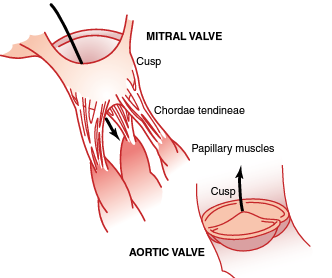 MITRAL VALVE
Cusp
Chordae tendineae
Papillary muscles
Cusp
AORTIC VALVE